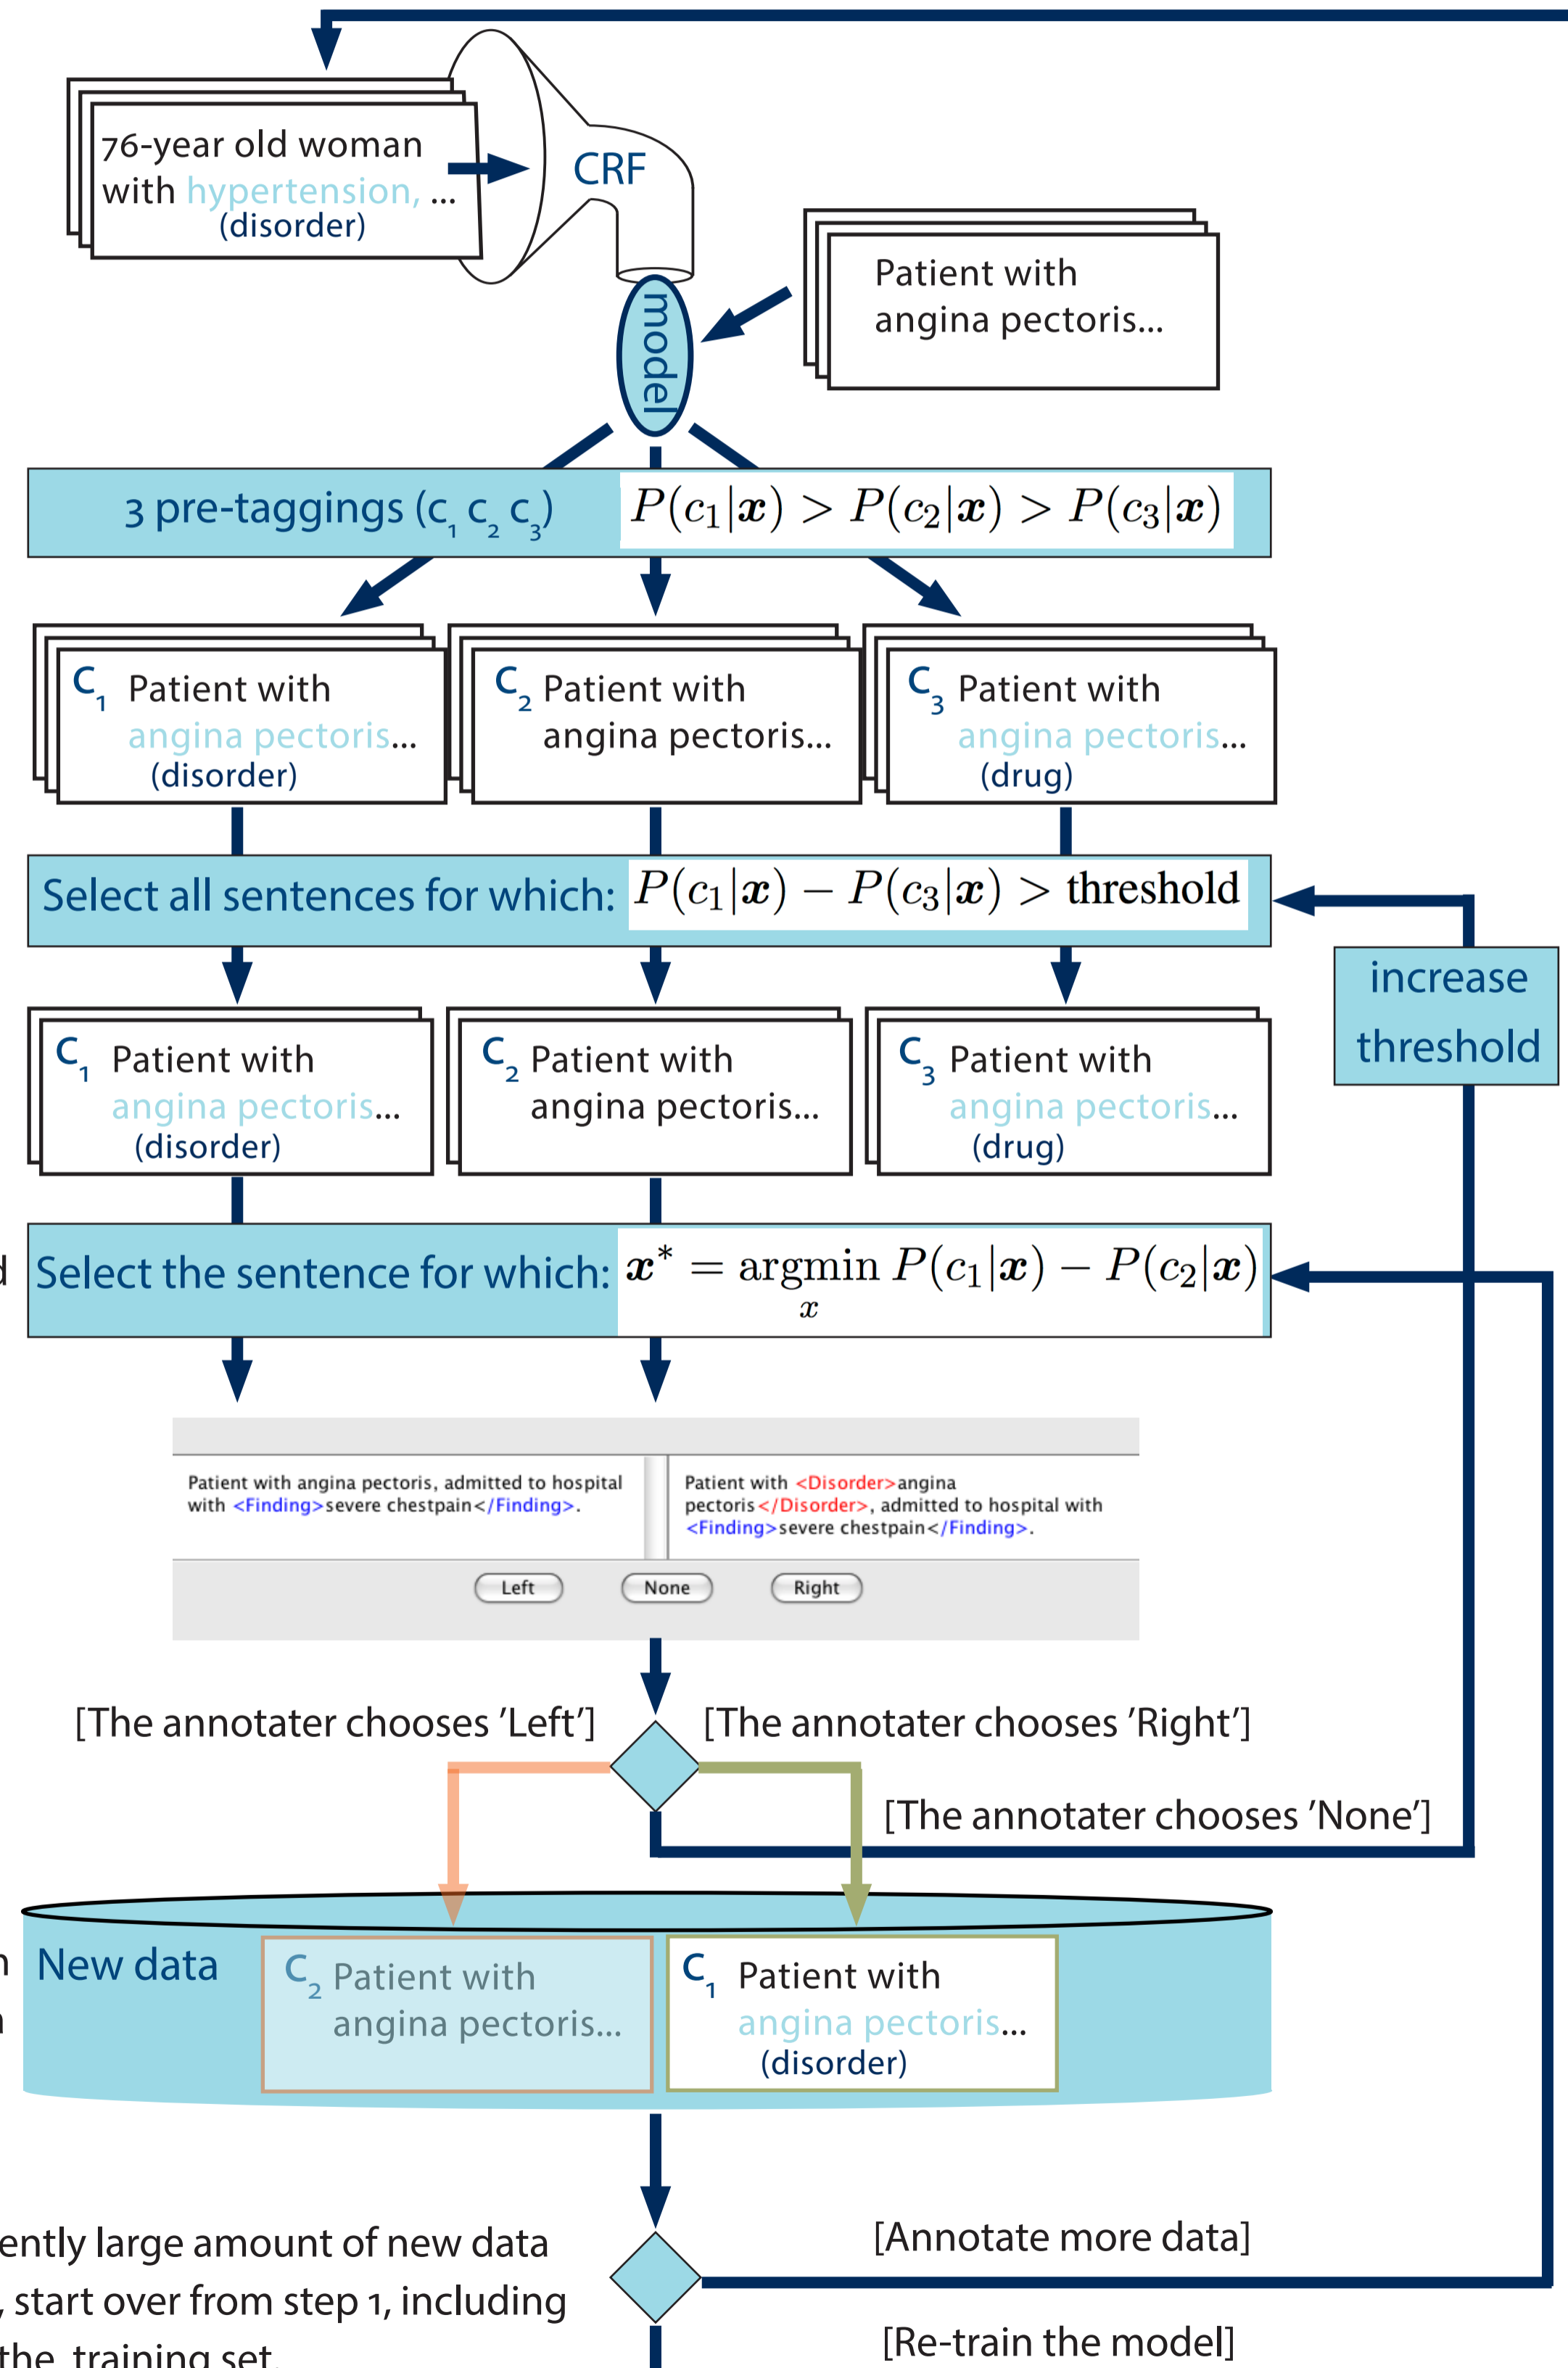 76-year old woman
with hypertension, ...
(disorder)
CRF
model
Patient with
angina pectoris...
3 pre-taggings (c₁ c₂ c₃) P(c₁|x) > P(c₂|x) > P(c₃|x)
C₁ Patient with
angina pectoris...
(disorder)
C₂ Patient with
angina pectoris...
C₃ Patient with
angina pectoris...
(drug)
Select all sentences for which: P(c₁|x) − P(c₃|x) > threshold
increase
threshold
C₁ Patient with
angina pectoris...
(disorder)
C₂ Patient with
angina pectoris...
C₃ Patient with
angina pectoris...
(drug)
Select the sentence for which: x* = argmin P(c₁|x) − P(c₂|x)
x
Patient with angina pectoris, admitted to hospital
with <Finding>severe chestpain</Finding>.
Patient with <Disorder>angina
pectoris</Disorder>, admitted to hospital with
<Finding>severe chestpain</Finding>.
Left
None
Right
[The annotater chooses 'Left']
[The annotater chooses 'Right']
[The annotater chooses 'None']
New data
C₂ Patient with
angina pectoris...
C₁ Patient with
angina pectoris...
(disorder)
ently large amount of new data
, start over from step 1, including
the training set.
[Annotate more data]
[Re-train the model]